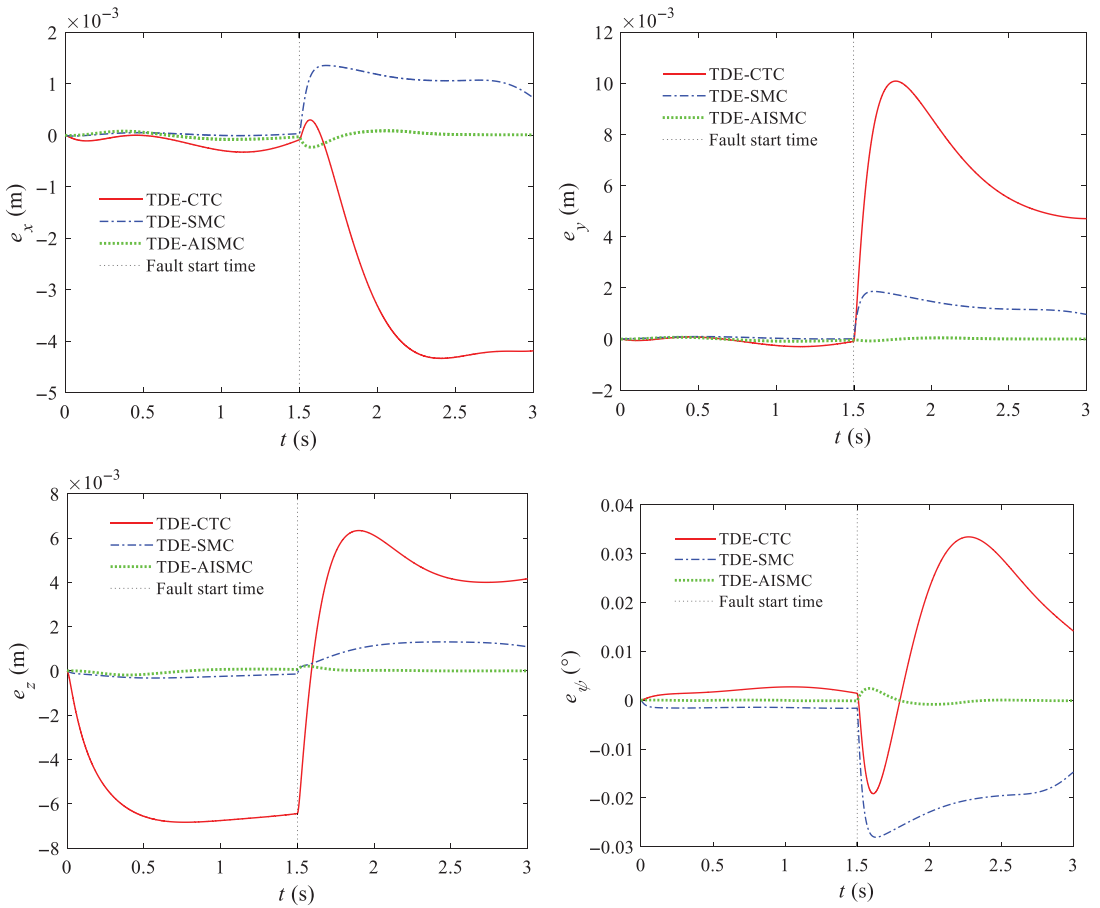 ×10⁻³
2
1
0
−1
−2
−3
−4
−5
e_x (m)
TDE-CTC
TDE-SMC
TDE-AISMC
Fault start time
0 0.5 1 1.5 2 2.5 3
t (s)
×10⁻³
12
10
8
6
4
2
0
−2
e_y (m)
TDE-CTC
TDE-SMC
TDE-AISMC
Fault start time
0 0.5 1 1.5 2 2.5 3
t (s)
×10⁻³
8
6
4
2
0
−2
−4
−6
−8
e_z (m)
TDE-CTC
TDE-SMC
TDE-AISMC
Fault start time
0 0.5 1 1.5 2 2.5 3
t (s)
0.04
0.03
0.02
0.01
0
−0.01
−0.02
−0.03
e_ψ (°)
TDE-CTC
TDE-SMC
TDE-AISMC
Fault start time
0 0.5 1 1.5 2 2.5 3
t (s)